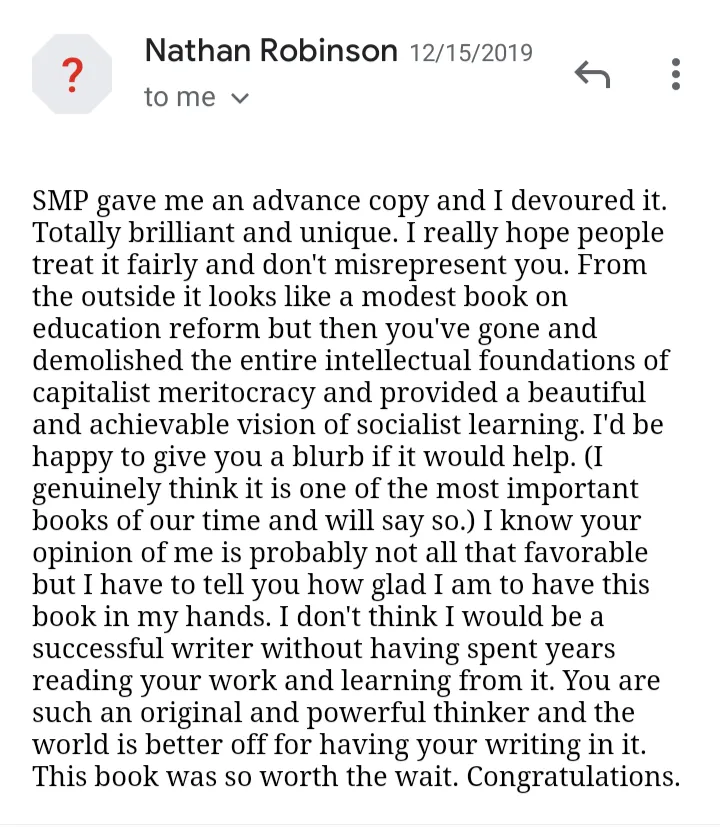 ?
Nathan Robinson 12/15/2019
to me
SMP gave me an advance copy and I devoured it.
Totally brilliant and unique. I really hope people
treat it fairly and don't misrepresent you. From
the outside it looks like a modest book on
education reform but then you've gone and
demolished the entire intellectual foundations of
capitalist meritocracy and provided a beautiful
and achievable vision of socialist learning. I'd be
happy to give you a blurb if it would help. (I
genuinely think it is one of the most important
books of our time and will say so.) I know your
opinion of me is probably not all that favorable
but I have to tell you how glad I am to have this
book in my hands. I don't think I would be a
successful writer without having spent years
reading your work and learning from it. You are
such an original and powerful thinker and the
world is better off for having your writing in it.
This book was so worth the wait. Congratulations.